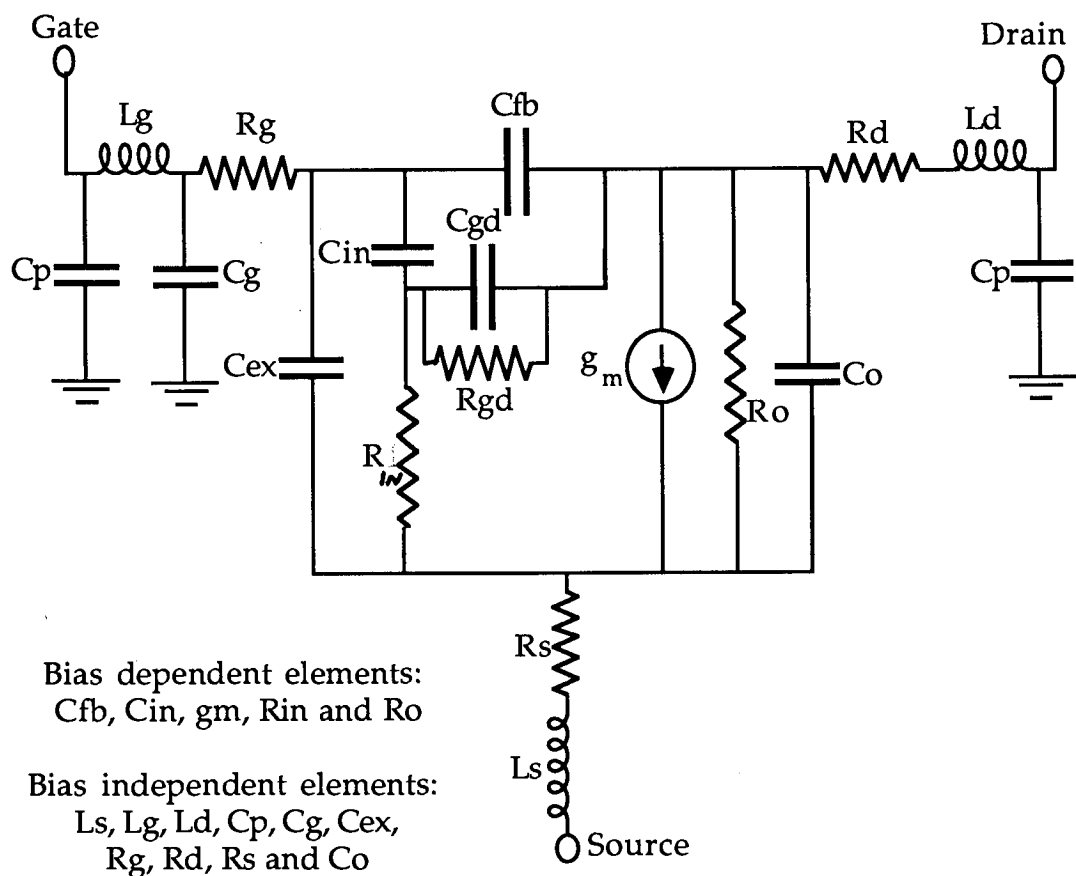 Gate
Drain
Lg
Rg
Cfb
Rd
Ld
Cgd
Cin
Cp
Cg
Cp
Cex
Rgd
gm
Ro
Co
RIN
Rs
Bias dependent elements:
Cfb, Cin, gm, Rin and Ro
Ls
Bias independent elements:
Ls, Lg, Ld, Cp, Cg, Cex,
Rg, Rd, Rs and Co
Source